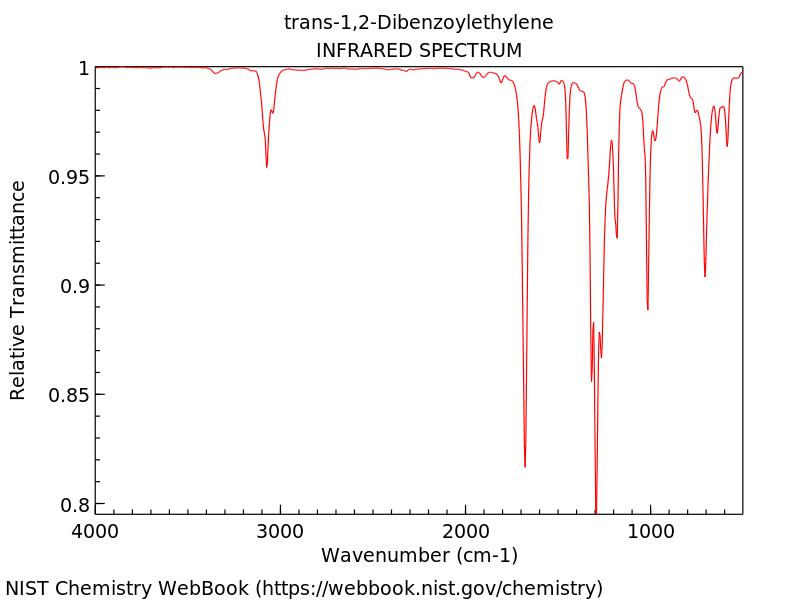 trans-1,2-Dibenzoylethylene
INFRARED SPECTRUM
1
0.95
0.9
0.85
0.8
Relative Transmittance
4000 3000 2000 1000
Wavenumber (cm-1)
NIST Chemistry WebBook (https://webbook.nist.gov/chemistry)